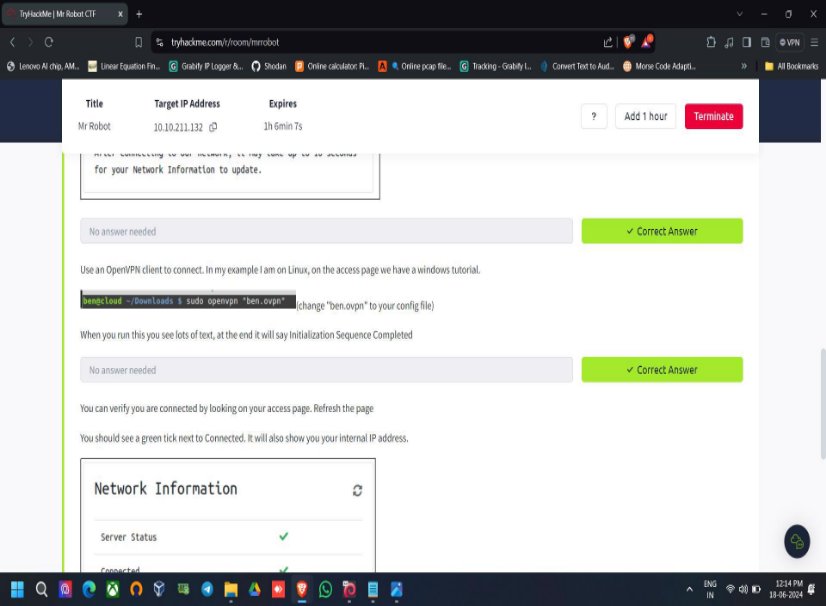 TryHackMe | Mr Robot CTF
tryhackme.com/r/room/mrrobot
VPN
Lenovo AI chip, AM... Linear Equation Fin... Grabify IP Logger &... Shodan Online calculator: Pi... Online pcap file... Tracking - Grabify I... Convert Text to Aud... Morse Code Adapti... » All Bookmarks
Title Target IP Address Expires
Mr Robot 10.10.211.132 1h 6min 7s
? Add 1 hour Terminate
After connecting to our network, it may take up to 10 seconds
for your Network Information to update.
No answer needed ✓ Correct Answer
Use an OpenVPN client to connect. In my example I am on Linux, on the access page we have a windows tutorial.
ben@cloud ~/Downloads $ sudo openvpn "ben.ovpn" (change "ben.ovpn" to your config file)
When you run this you see lots of text, at the end it will say Initialization Sequence Completed
No answer needed ✓ Correct Answer
You can verify you are connected by looking on your access page. Refresh the page
You should see a green tick next to Connected. It will also show you your internal IP address.
Network Information
Server Status ✓
Connected ✓
ENG 12:14 PM
IN 18-06-2024